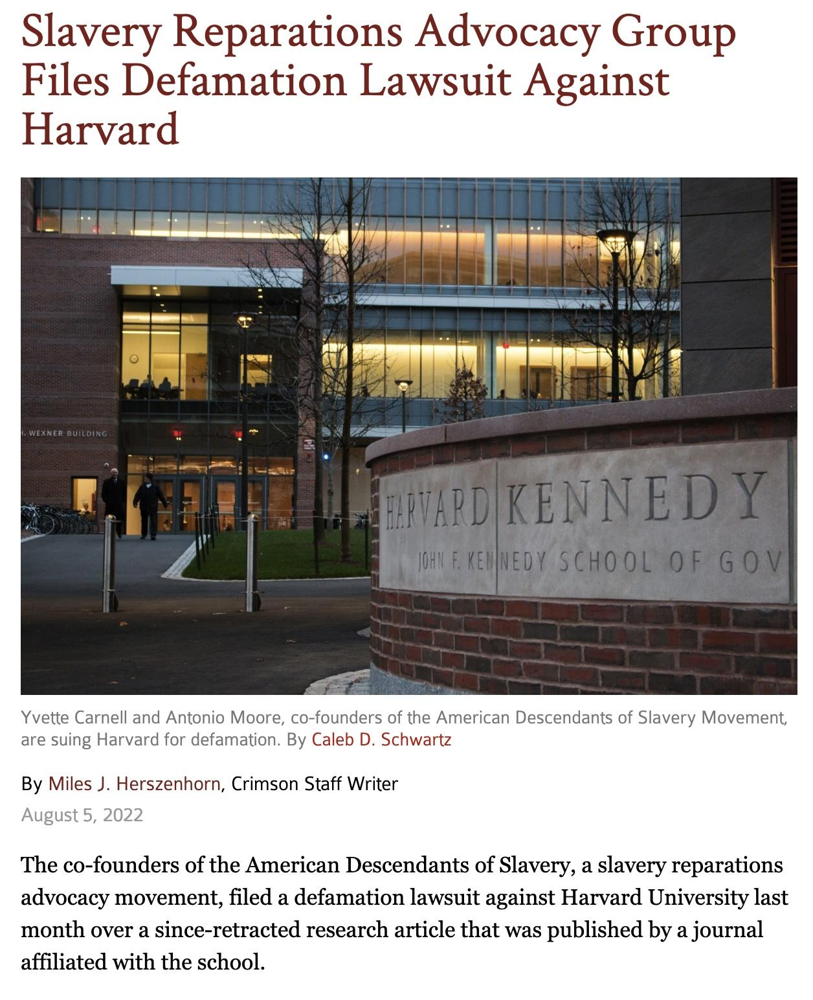 Slavery Reparations Advocacy Group
Files Defamation Lawsuit Against
Harvard
H. WEXNER BUILDING
HARVARD KENNEDY
JOHN F. KENNEDY SCHOOL OF GOV
Yvette Carnell and Antonio Moore, co-founders of the American Descendants of Slavery Movement,
are suing Harvard for defamation. By Caleb D. Schwartz
By Miles J. Herszenhorn, Crimson Staff Writer
August 5, 2022
The co-founders of the American Descendants of Slavery, a slavery reparations
advocacy movement, filed a defamation lawsuit against Harvard University last
month over a since-retracted research article that was published by a journal
affiliated with the school.